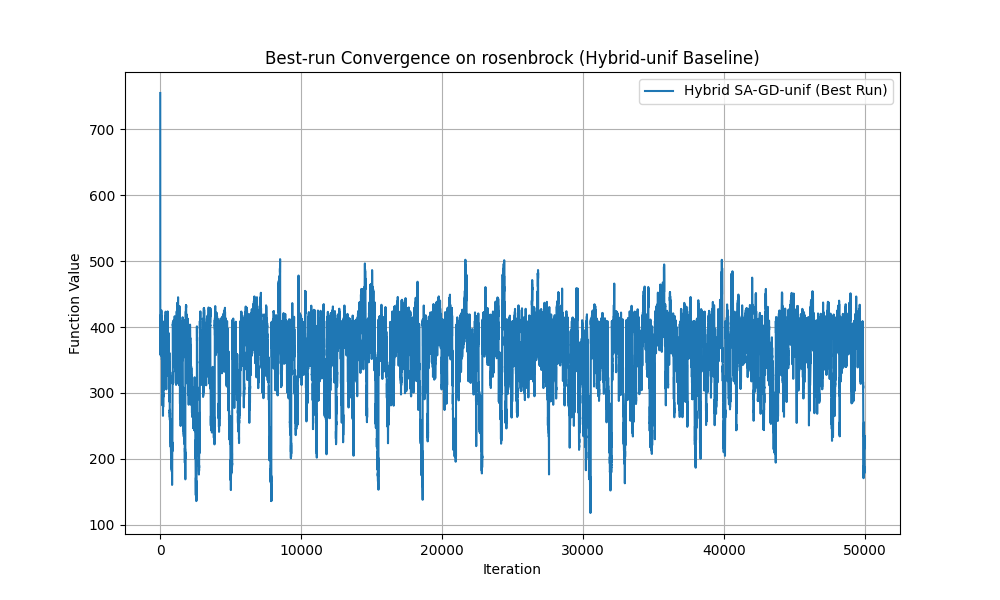 Best-run Convergence on rosenbrock (Hybrid-unif Baseline)
Hybrid SA-GD-unif (Best Run)
Function Value
700
600
500
400
300
200
100
0 10000 20000 30000 40000 50000
Iteration